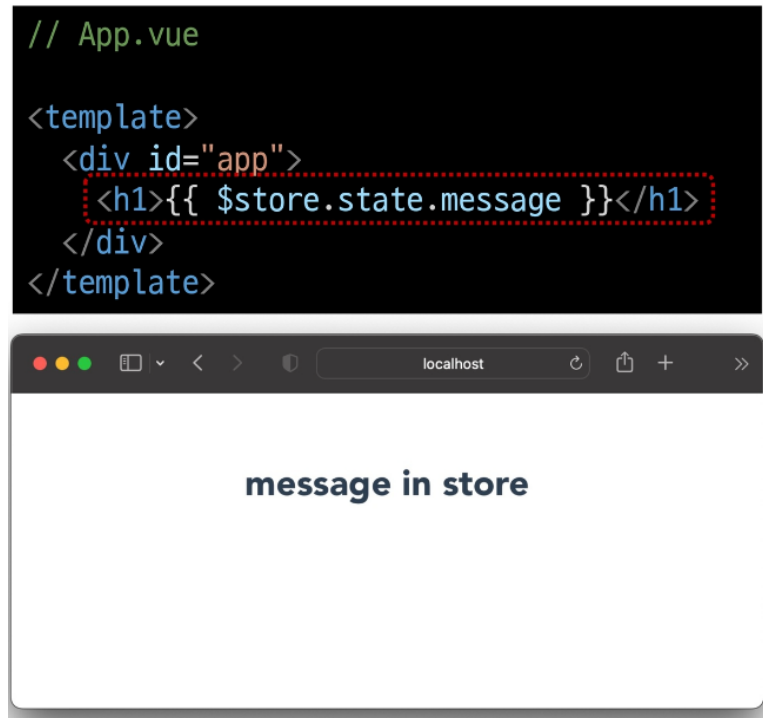 // App.vue
<template>
<div id="app">
<h1>{{ $store.state.message }}</h1>
</div>
</template>
localhost
message in store